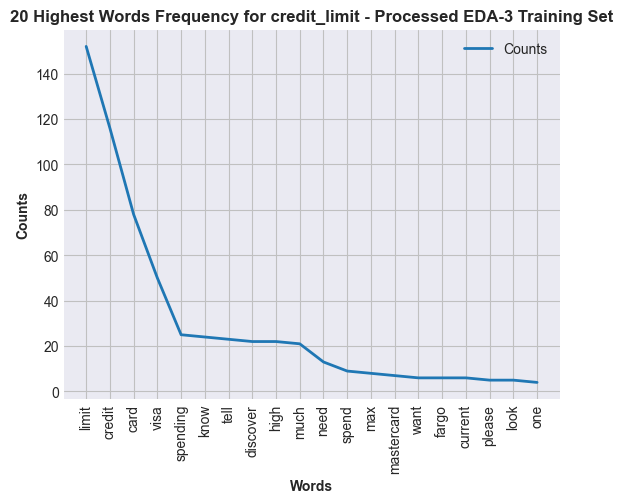 20 Highest Words Frequency for credit_limit - Processed EDA-3 Training Set
Counts
Counts
140
120
100
80
60
40
20
0
limit
credit
card
visa
spending
know
tell
discover
high
much
need
spend
max
mastercard
want
fargo
current
please
look
one
Words